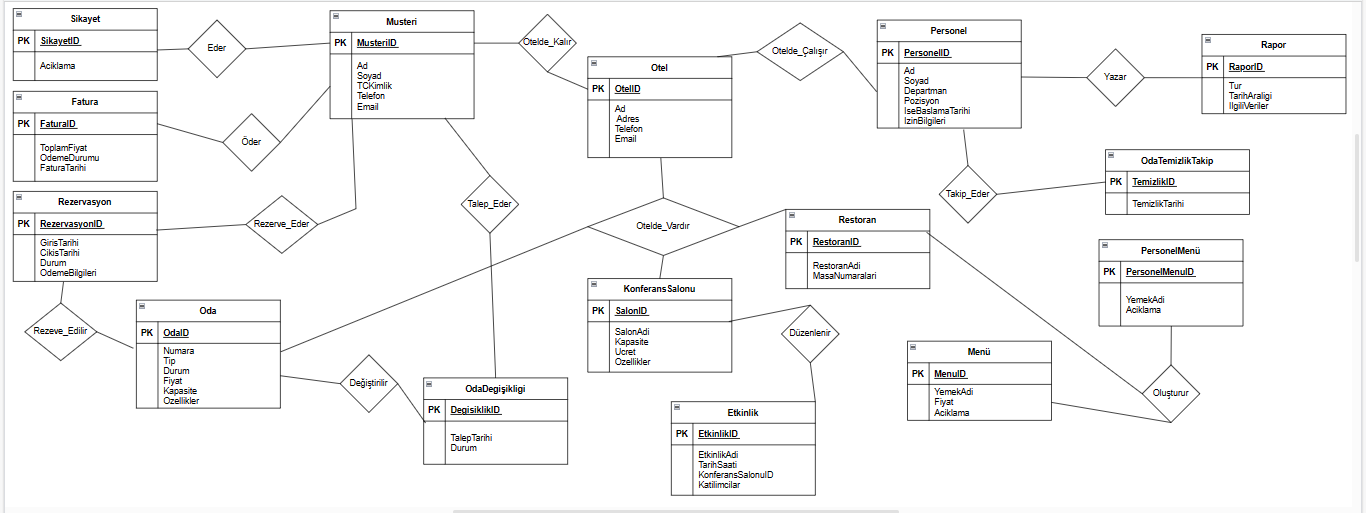 Sikayet
PK SikayetID
Aciklama
Eder
Musteri
PK MusteriID
Ad
Soyad
TCKimlik
Telefon
Email
Otelde_Kalır
Otel
PK OtelID
Ad
Adres
Telefon
Email
Otelde_Çalışır
Personel
PK PersonelID
Ad
Soyad
Departman
Pozisyon
IseBaslamaTarihi
IzinBilgileri
Yazar
Rapor
PK RaporID
Tur
TarihAraligi
IlgiliVeriler
Fatura
PK FaturaID
ToplamFiyat
OdemeDurumu
FaturaTarihi
Öder
Rezervasyon
PK RezervasyonID
GirisTarihi
CikisTarihi
Durum
OdemeBilgileri
Rezerve_Eder
Talep_Eder
Otelde_Vardır
Takip_Eder
OdaTemizlikTakip
PK TemizlikID
TemizlikTarihi
Restoran
PK RestoranID
RestoranAdi
MasaNumaralari
PersonelMenü
PK PersonelMenuID
YemekAdi
Aciklama
Rezeve_Edilir
Oda
PK OdaID
Numara
Tip
Durum
Fiyat
Kapasite
Ozellikler
Değiştirilir
OdaDegişikligi
PK DegisiklikID
TalepTarihi
Durum
KonferansSalonu
PK SalonID
SalonAdi
Kapasite
Ucret
Ozellikler
Düzenlenir
Etkinlik
PK EtkinlikID
EtkinlikAdi
TarihSaati
KonferansSalonuID
Katilimcilar
Menü
PK MenuID
YemekAdi
Fiyat
Aciklama
Oluşturur